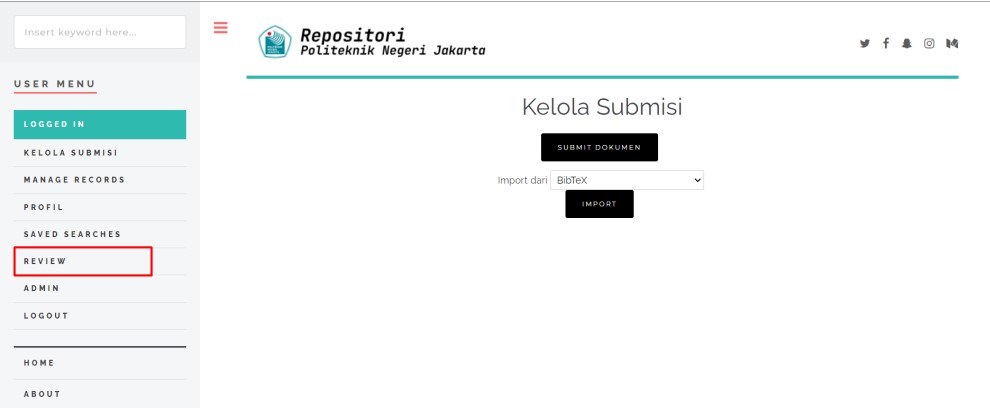 Insert keyword here...
USER MENU
LOGGED IN
KELOLA SUBMISI
MANAGE RECORDS
PROFIL
SAVED SEARCHES
REVIEW
ADMIN
LOGOUT
HOME
ABOUT
Repositori
Politeknik Negeri Jakarta
Kelola Submisi
SUBMIT DOKUMEN
Import dari BibTeX
IMPORT